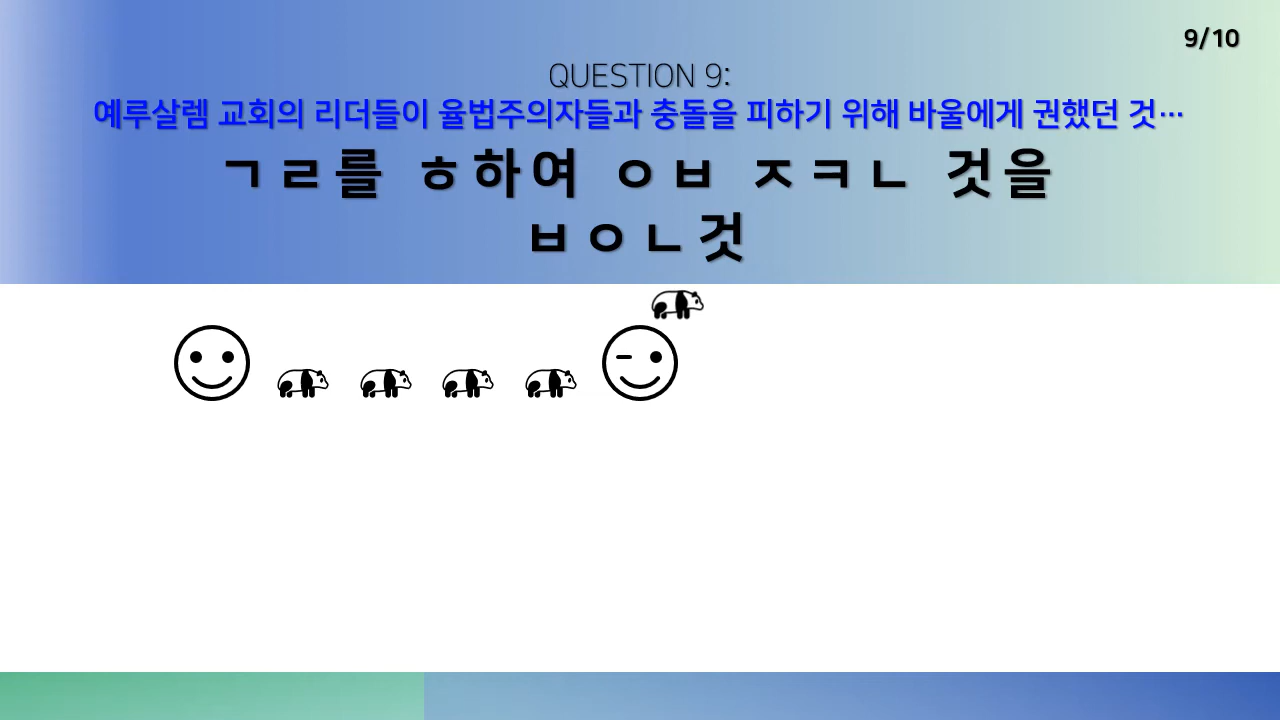 9/10
QUESTION 9:
예루살렘 교회의 리더들이 율법주의자들과 충돌을 피하기 위해 바울에게 권했던 것…
ㄱㄹ를 ㅎ하여 ㅇㅂ ㅈㅋㄴ 것을
ㅂㅇㄴ것